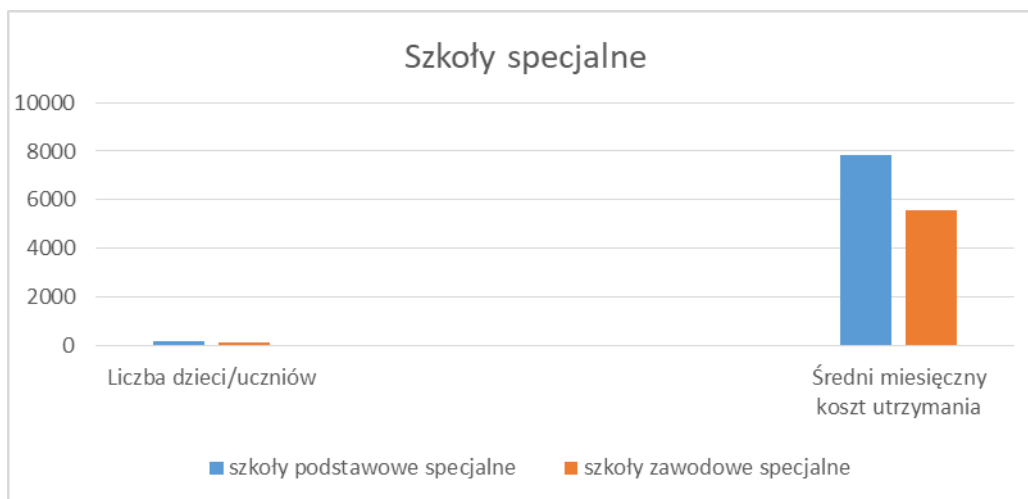 Szkoły specjalne
10000
8000
6000
4000
2000
0
Liczba dzieci/uczniów
Średni miesięczny
koszt utrzymania
szkoły podstawowe specjalne
szkoły zawodowe specjalne